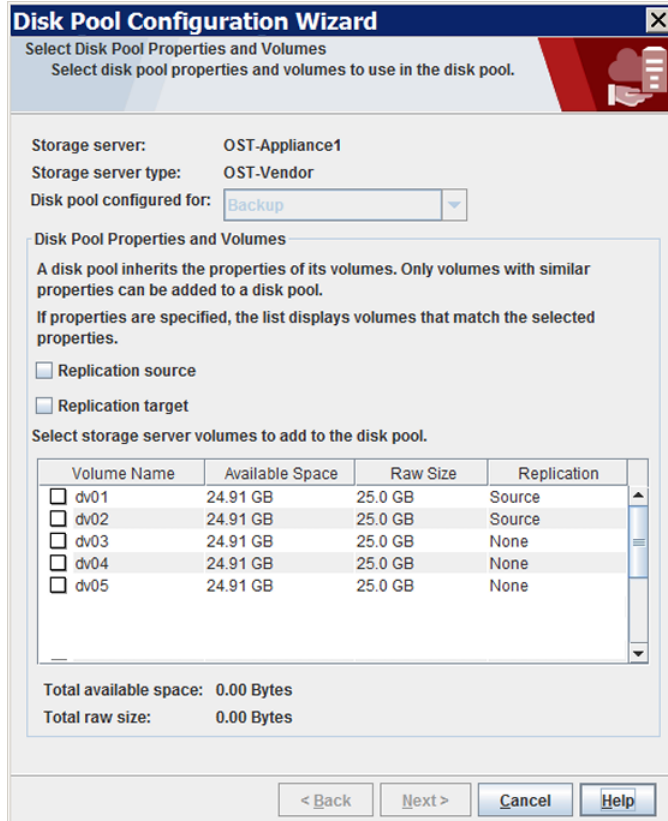 Disk Pool Configuration Wizard
Select Disk Pool Properties and Volumes
Select disk pool properties and volumes to use in the disk pool.
Storage server: OST-Appliance1
Storage server type: OST-Vendor
Disk pool configured for: Backup
Disk Pool Properties and Volumes
A disk pool inherits the properties of its volumes. Only volumes with similar
properties can be added to a disk pool.
If properties are specified, the list displays volumes that match the selected
properties.
Replication source
Replication target
Select storage server volumes to add to the disk pool.
Volume Name Available Space Raw Size Replication
dv01 24.91 GB 25.0 GB Source
dv02 24.91 GB 25.0 GB Source
dv03 24.91 GB 25.0 GB None
dv04 24.91 GB 25.0 GB None
dv05 24.91 GB 25.0 GB None
Total available space: 0.00 Bytes
Total raw size: 0.00 Bytes
< Back Next > Cancel Help